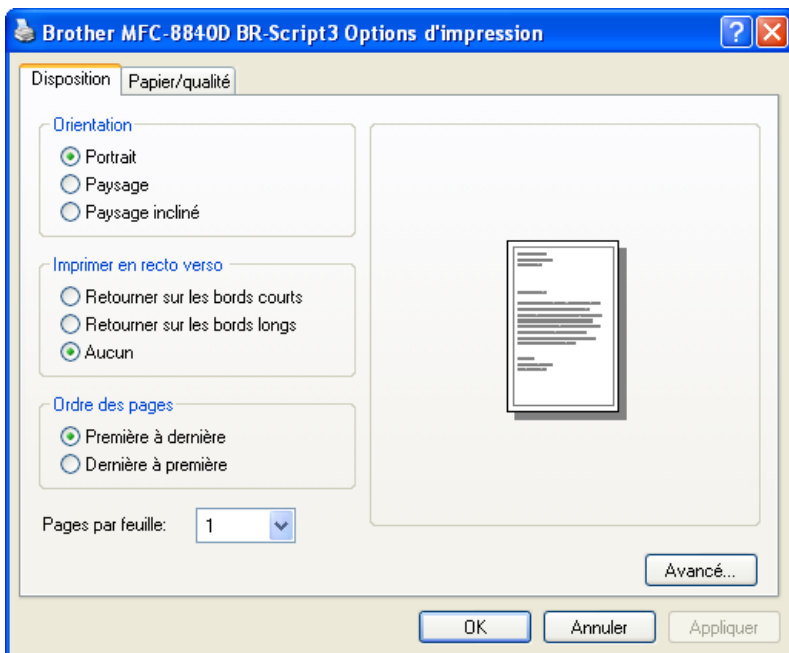 Brother MFC-8840D BR-Script3 Options d'impression
Disposition
Papier/qualité
Orientation
Portrait
Paysage
Paysage incliné
Imprimer en recto verso
Retourner sur les bords courts
Retourner sur les bords longs
Aucun
Ordre des pages
Première à dernière
Dernière à première
Pages par feuille: 1
Avancé...
OK Annuler Appliquer